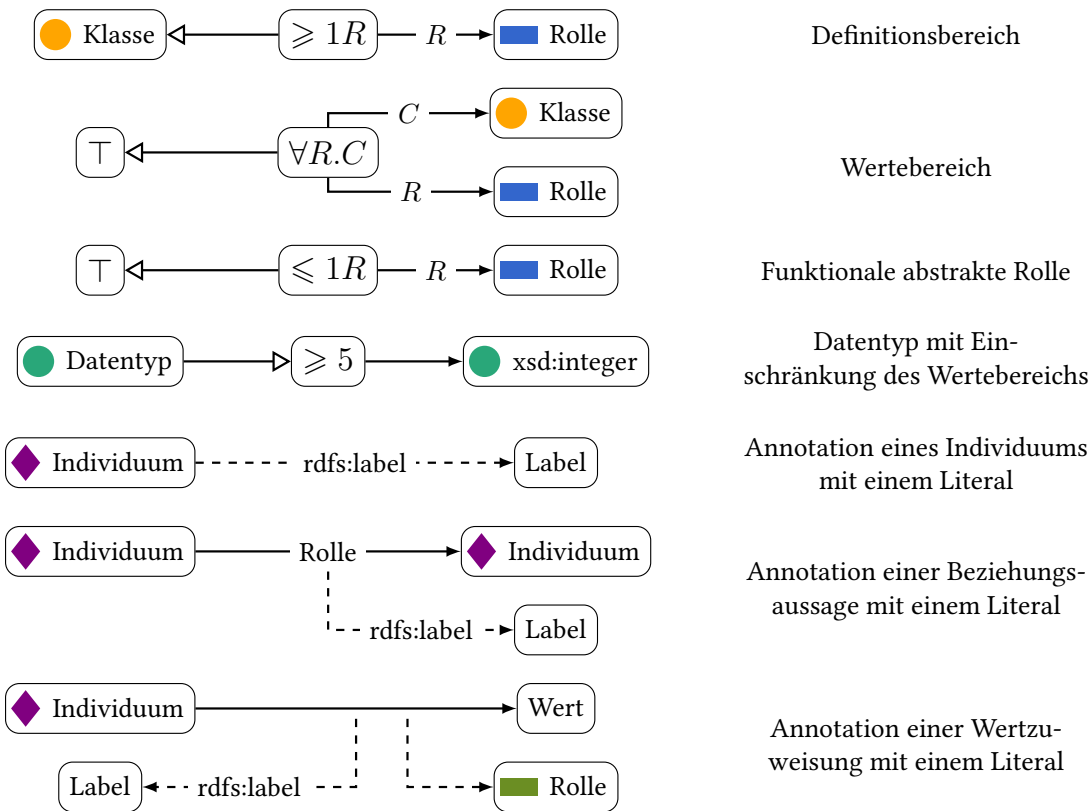 Klasse ⩾ 1R R Rolle Definitionsbereich
C Klasse
⊤ ∀R.C Wertebereich
R Rolle
⊤ ⩽ 1R R Rolle Funktionale abstrakte Rolle
Datentyp ⩾ 5 xsd:integer Datentyp mit Ein-
schränkung des Wertebereichs
Individuum rdfs:label Label Annotation eines Individuums
mit einem Literal
Individuum Rolle Individuum
Annotation einer Beziehungs-
aussage mit einem Literal
rdfs:label Label
Individuum Wert
Annotation einer Wertzu-
weisung mit einem Literal
Label rdfs:label Rolle